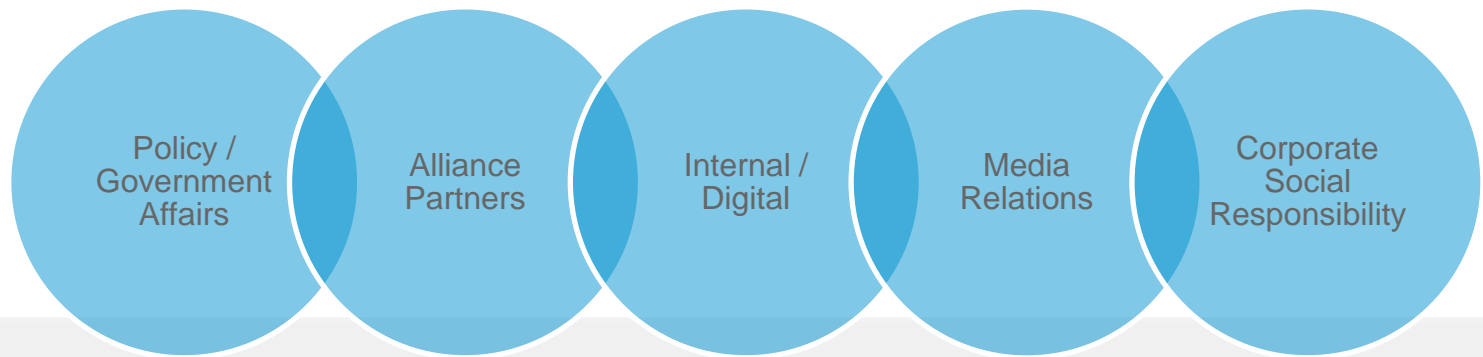 Policy /
Government
Affairs
Alliance
Partners
Internal /
Digital
Media
Relations
Corporate
Social
Responsibility